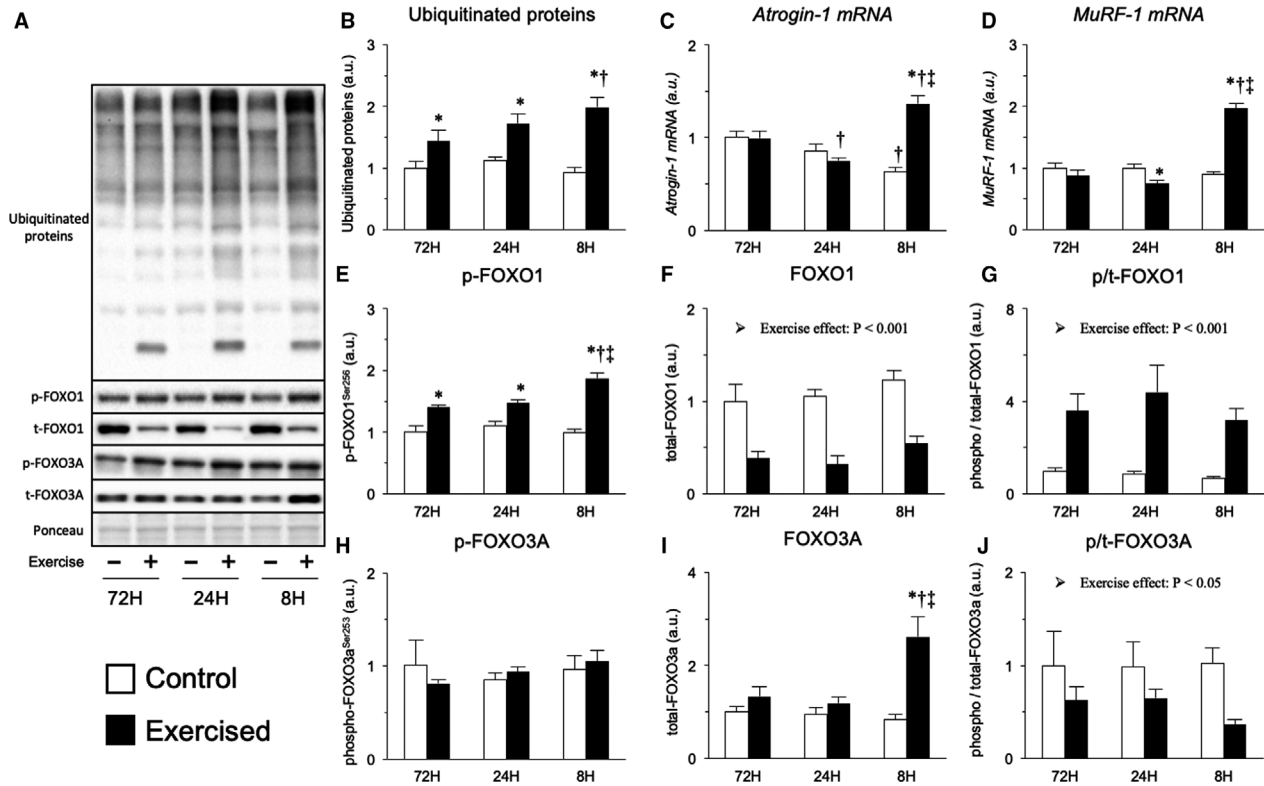 A
Ubiquitinated
proteins
p-FOXO1
t-FOXO1
p-FOXO3A
t-FOXO3A
Ponceau
Exercise − + − + − +
72H 24H 8H
Control
Exercised
B Ubiquitinated proteins
Ubiquitinated proteins (a.u.)
3
2
1
0
*
*
*†
72H 24H 8H
C Atrogin-1 mRNA
Atrogin-1 mRNA (a.u.)
2
1
0
†
†
*†‡
72H 24H 8H
D MuRF-1 mRNA
MuRF-1 mRNA (a.u.)
3
2
1
0
*
*†‡
72H 24H 8H
E p-FOXO1
p-FOXO1Ser256 (a.u.)
3
2
1
0
*
*
*†‡
72H 24H 8H
F FOXO1
total-FOXO1 (a.u.)
2
1
0
➢ Exercise effect: P < 0.001
72H 24H 8H
G p/t-FOXO1
phospho / total-FOXO1 (a.u.)
8
4
0
➢ Exercise effect: P < 0.001
72H 24H 8H
H p-FOXO3A
phospho-FOXO3aSer253 (a.u.)
2
1
0
72H 24H 8H
I FOXO3A
total-FOXO3a (a.u.)
4
2
0
*†‡
72H 24H 8H
J p/t-FOXO3A
phospho / total-FOXO3a (a.u.)
2
1
0
➢ Exercise effect: P < 0.05
72H 24H 8H